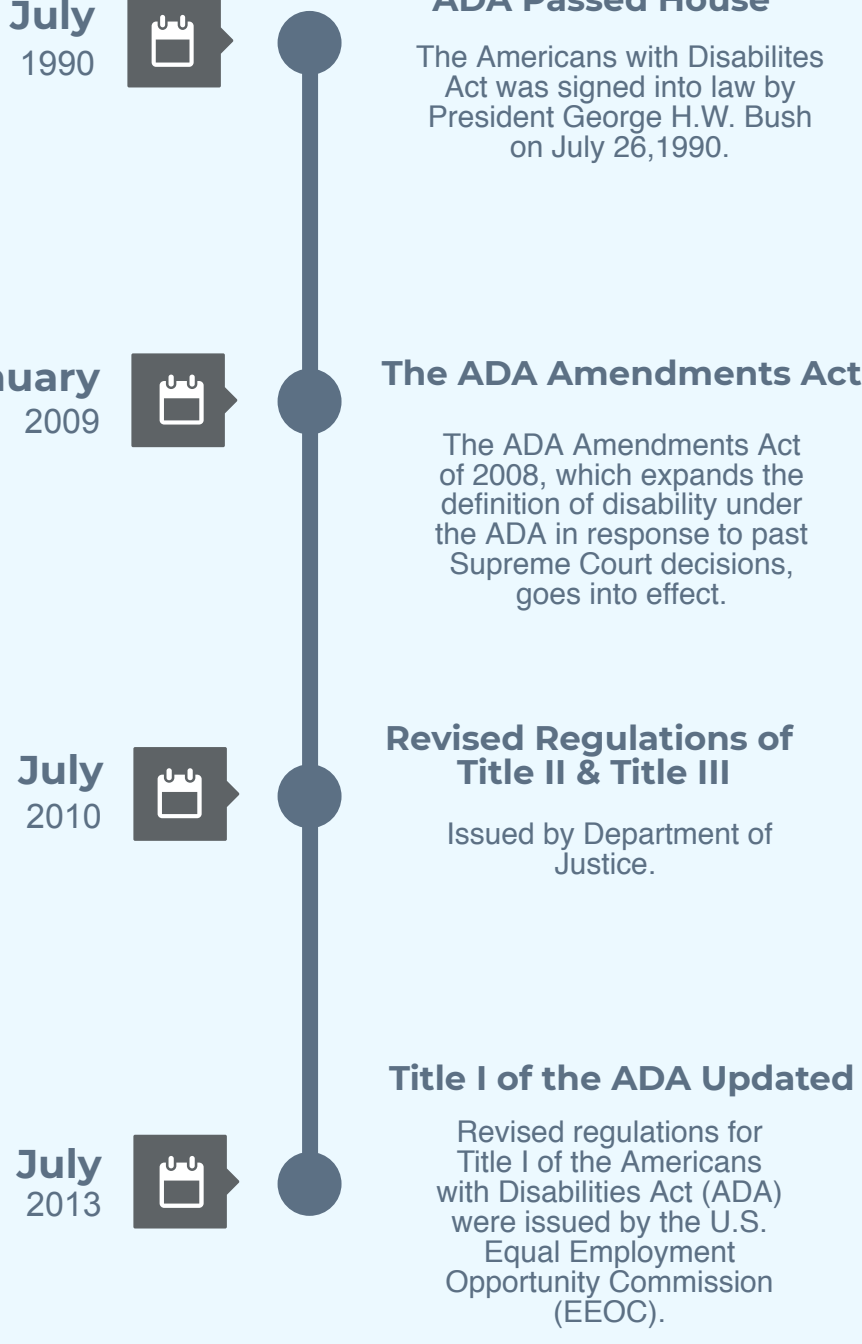 July
1990
ADA Passed House
The Americans with Disabilites
Act was signed into law by
President George H.W. Bush
on July 26,1990.
nuary
2009
The ADA Amendments Act
The ADA Amendments Act
of 2008, which expands the
definition of disability under
the ADA in response to past
Supreme Court decisions,
goes into effect.
July
2010
Revised Regulations of
Title II & Title III
Issued by Department of
Justice.
July
2013
Title I of the ADA Updated
Revised regulations for
Title I of the Americans
with Disabilities Act (ADA)
were issued by the U.S.
Equal Employment
Opportunity Commission
(EEOC).